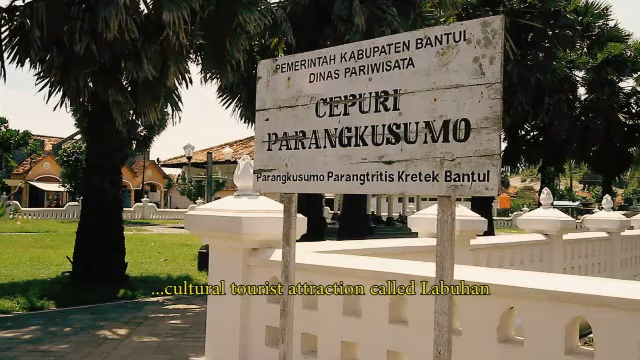 PEMERINTAH KABUPATEN BANTUL
DINAS PARIWISATA
CEPURI
PARANGKUSUMO
Parangkusumo Parangtritis Kretek Bantul
...cultural tourist attraction called Labuhan